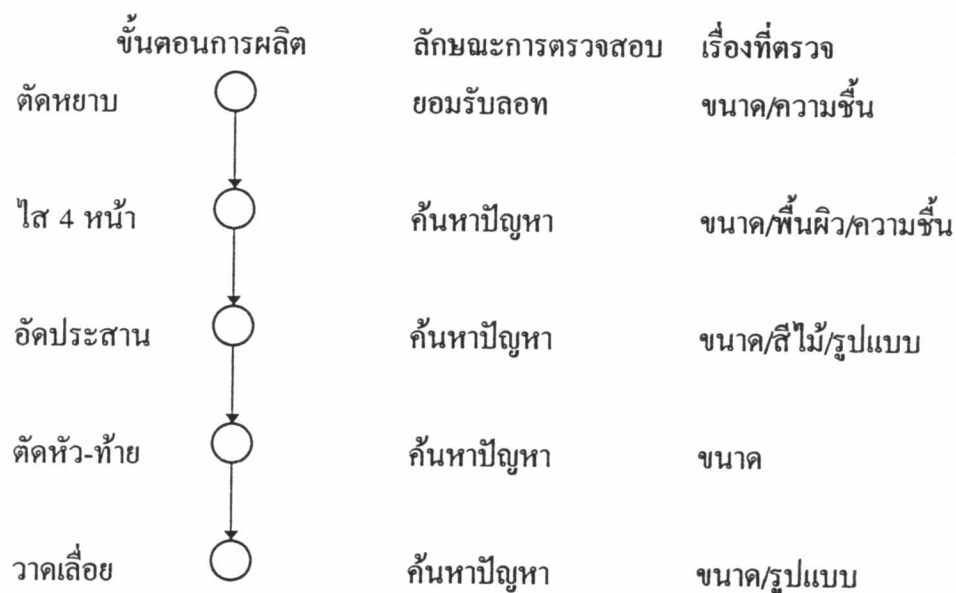 ขั้นตอนการผลิต ลักษณะการตรวจสอบ เรื่องที่ตรวจ
ตัดหยาบ ยอมรับลอท ขนาด/ความชื้น
ไส 4 หน้า ค้นหาปัญหา ขนาด/พื้นผิว/ความชื้น
อัดประสาน ค้นหาปัญหา ขนาด/สีไม้/รูปแบบ
ตัดหัว-ท้าย ค้นหาปัญหา ขนาด
วาดเลื่อย ค้นหาปัญหา ขนาด/รูปแบบ